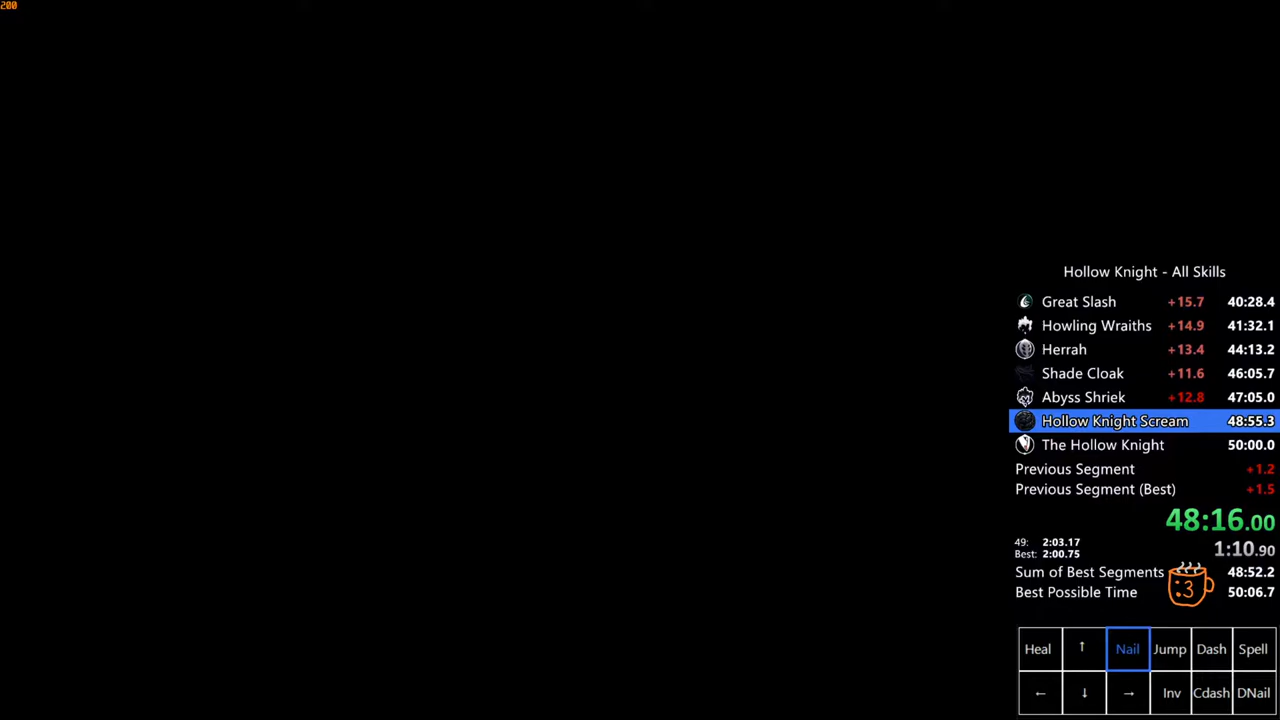 200
Hollow Knight - All Skills
Great Slash +15.7 40:28.4
Howling Wraiths +14.9 41:32.1
Herrah +13.4 44:13.2
Shade Cloak +11.6 46:05.7
Abyss Shriek +12.8 47:05.0
Hollow Knight Scream 48:55.3
The Hollow Knight 50:00.0
Previous Segment +1.2
Previous Segment (Best) +1.5
48:16.00
49: 2:03.17
1:10.90
Best: 2:00.75
Sum of Best Segments 48:52.2
Best Possible Time 50:06.7
:3
Heal ↑ Nail Jump Dash Spell
← ↓ → Inv Cdash DNail